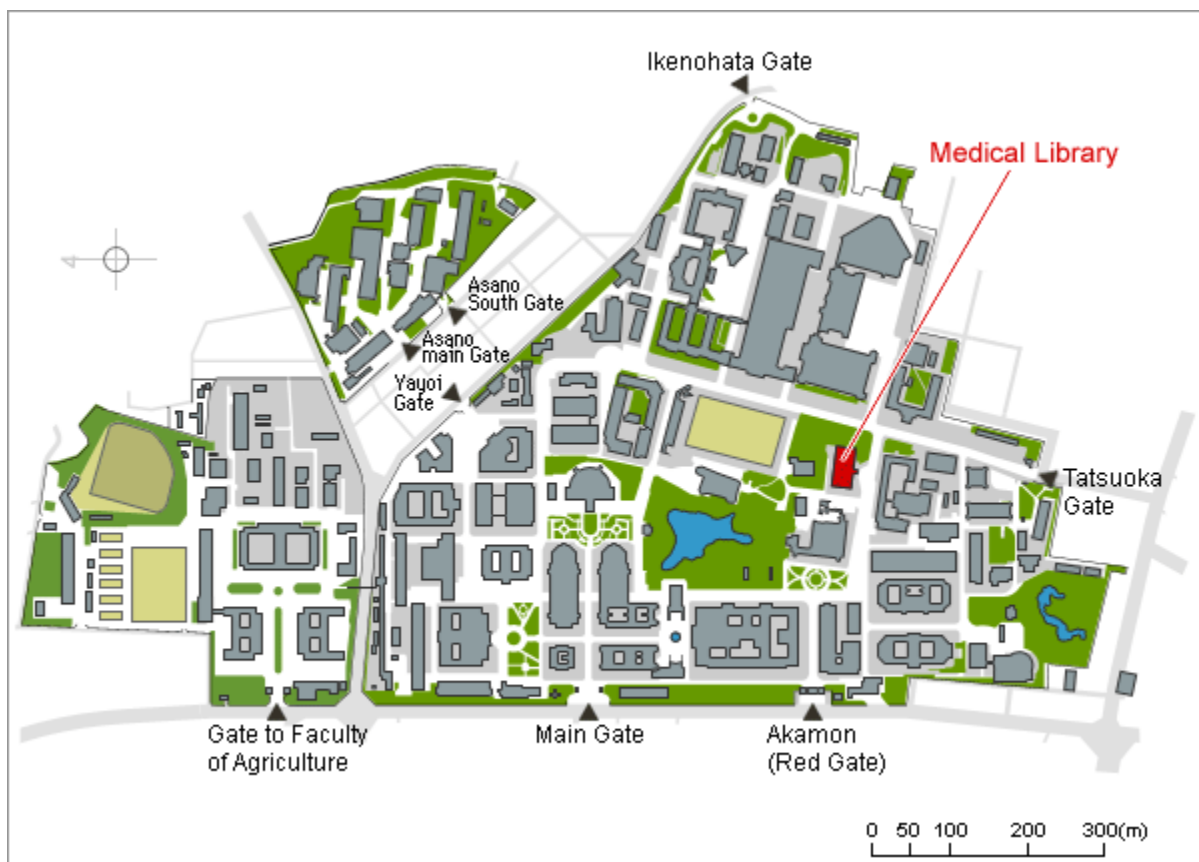 Ikenohata Gate
Medical Library
Asano
South Gate
Asano
main Gate
Yayoi
Gate
Tatsuoka
Gate
Gate to Faculty
of Agriculture
Main Gate
Akamon
(Red Gate)
0 50 100 200 300(m)